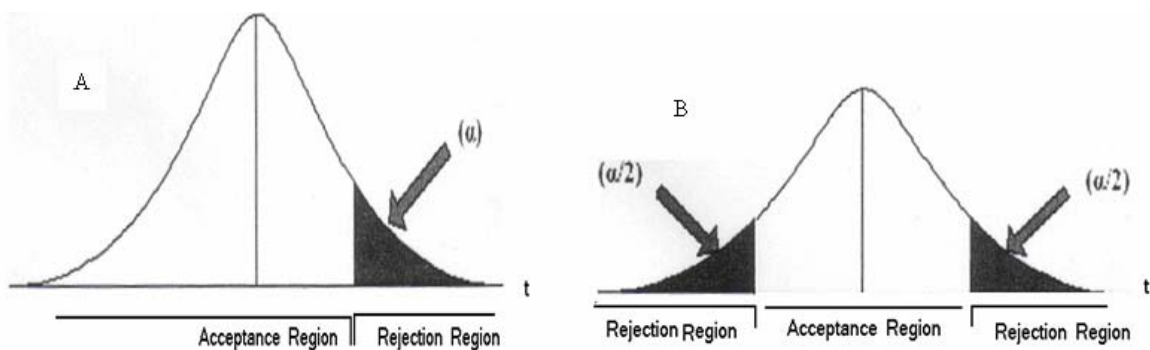 A
(α)
t
Acceptance Region
Rejection Region
B
(α/2)
(α/2)
t
Rejection Region
Acceptance Region
Rejection Region